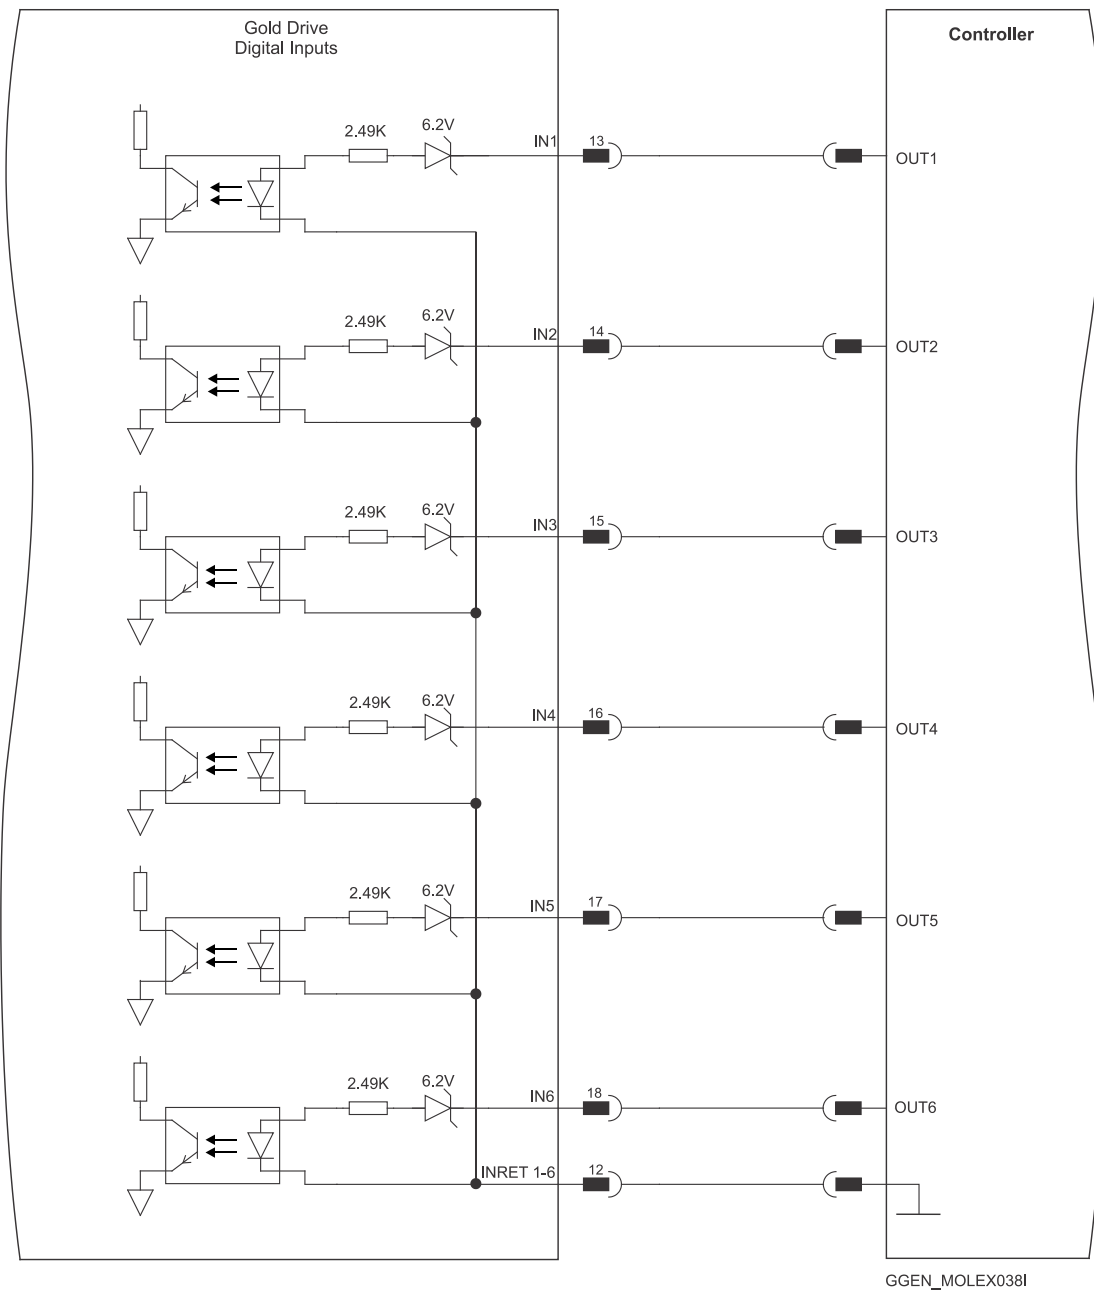 Gold Drive
Digital Inputs
Controller
2.49K
6.2V
IN1
13
OUT1
2.49K
6.2V
IN2
14
OUT2
2.49K
6.2V
IN3
15
OUT3
2.49K
6.2V
IN4
16
OUT4
2.49K
6.2V
IN5
17
OUT5
2.49K
6.2V
IN6
18
OUT6
INRET 1-6
12
GGEN_MOLEX038I